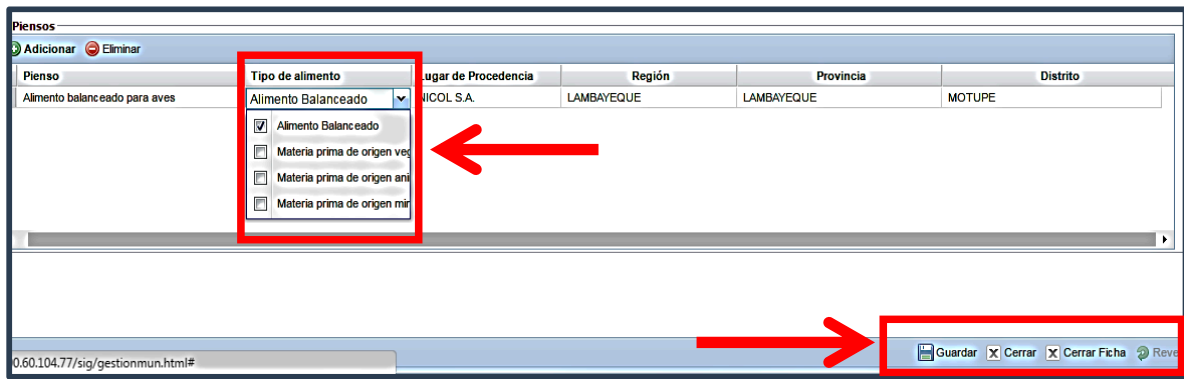 Piensos
Adicionar Eliminar
Pienso Tipo de alimento Lugar de Procedencia Región Provincia Distrito
Alimento balanceado para aves Alimento Balanceado NICOL S.A. LAMBAYEQUE LAMBAYEQUE MOTUPE
Alimento Balanceado
Materia prima de origen veg
Materia prima de origen ani
Materia prima de origen min
Guardar Cerrar Cerrar Ficha Reve
0.60.104.77/sig/gestionmun.html#